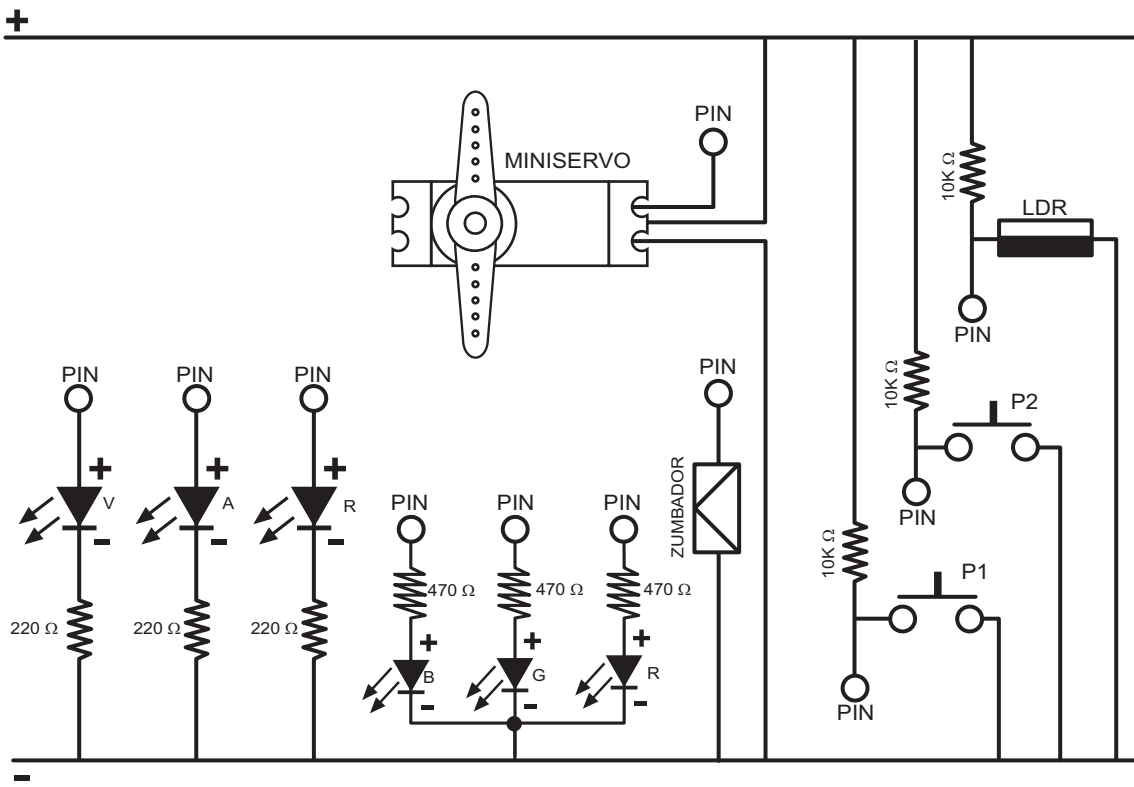 +
PIN
MINISERVO
10K Ω
LDR
PIN
PIN
PIN
PIN
PIN
10K Ω
P2
+
+
+
V
A
R
-
-
-
ZUMBADOR
PIN
PIN
PIN
PIN
10K Ω
P1
470 Ω
470 Ω
470 Ω
220 Ω
220 Ω
220 Ω
+
+
+
B
G
R
-
-
-
PIN
-